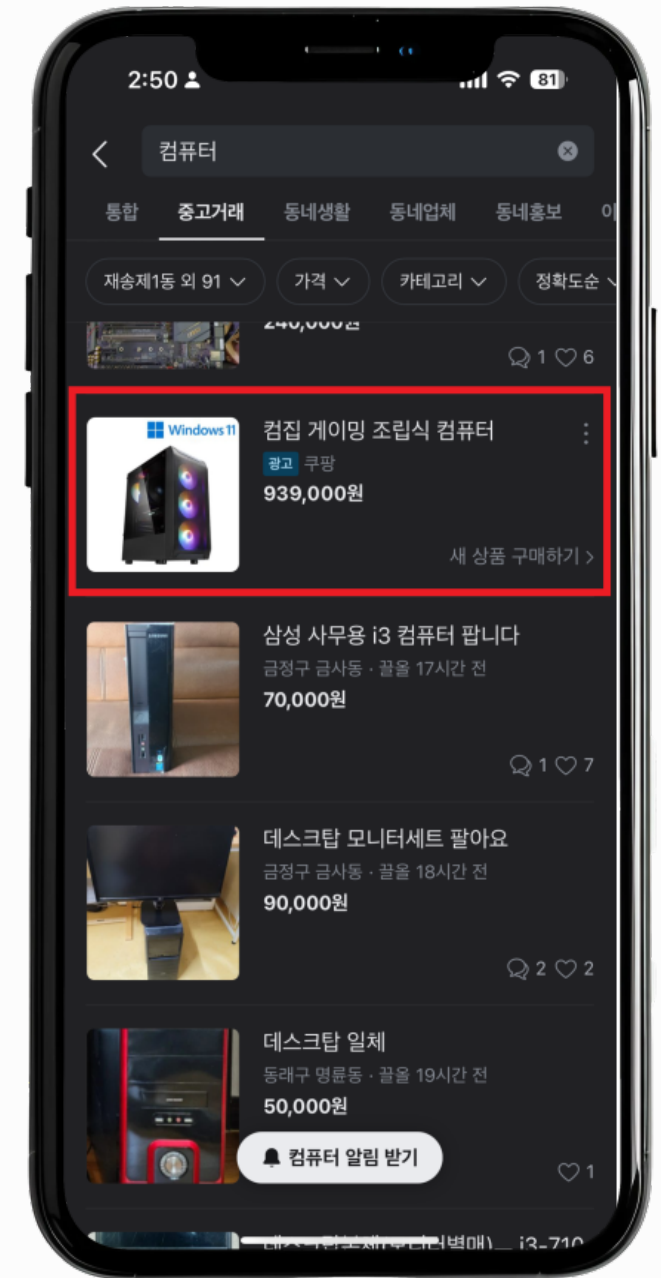 2:50
81
컴퓨터
통합 중고거래 동네생활 동네업체 동네홍보 이
재송제1동 외 91 가격 카테고리 정확도순
240,000원
1 6
Windows 11
컴집 게이밍 조립식 컴퓨터
광고 쿠팡
939,000원
새 상품 구매하기
삼성 사무용 i3 컴퓨터 팝니다
금정구 금사동 · 끌올 17시간 전
70,000원
1 7
데스크탑 모니터세트 팔아요
금정구 금사동 · 끌올 18시간 전
90,000원
2 2
데스크탑 일체
동래구 명륜동 · 끌올 19시간 전
50,000원
컴퓨터 알림 받기
1
i3-710